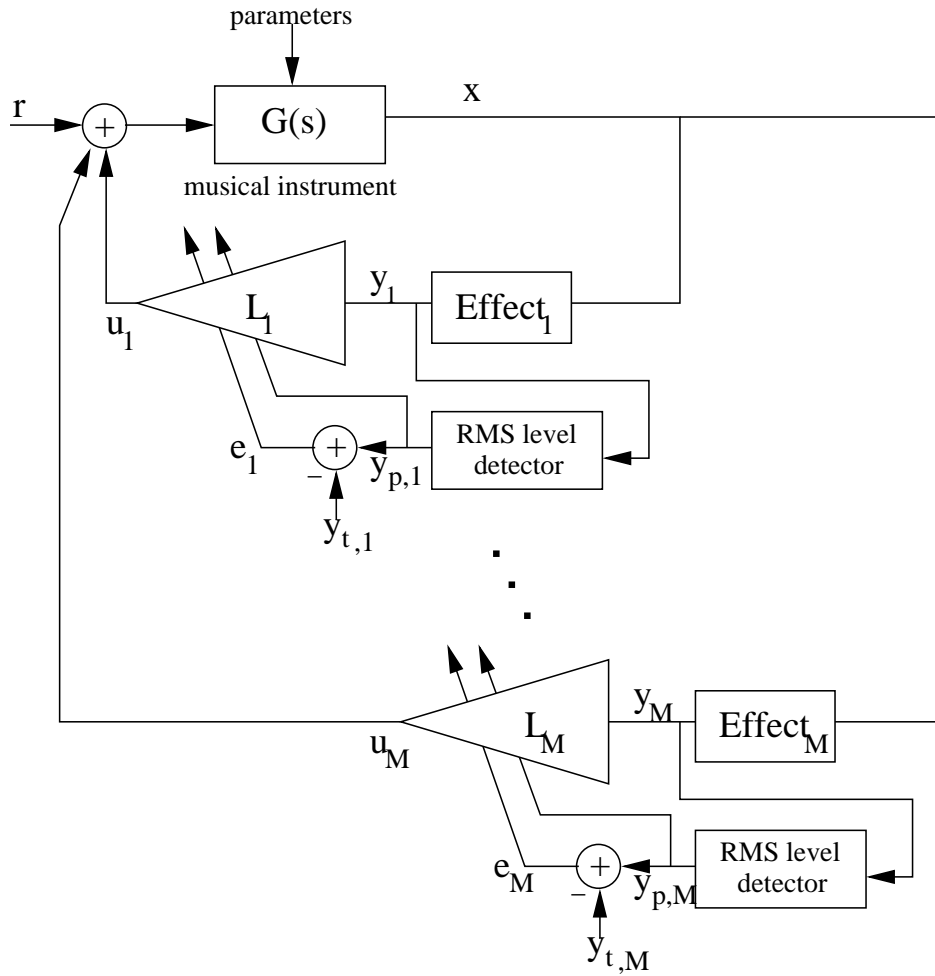 parameters
r
+
G(s)
x
musical instrument
L1
y1
Effect1
u1
e1
+
−
yp,1
RMS level
detector
yt,1
. . .
LM
yM
EffectM
uM
eM
+
−
yp,M
RMS level
detector
yt,M